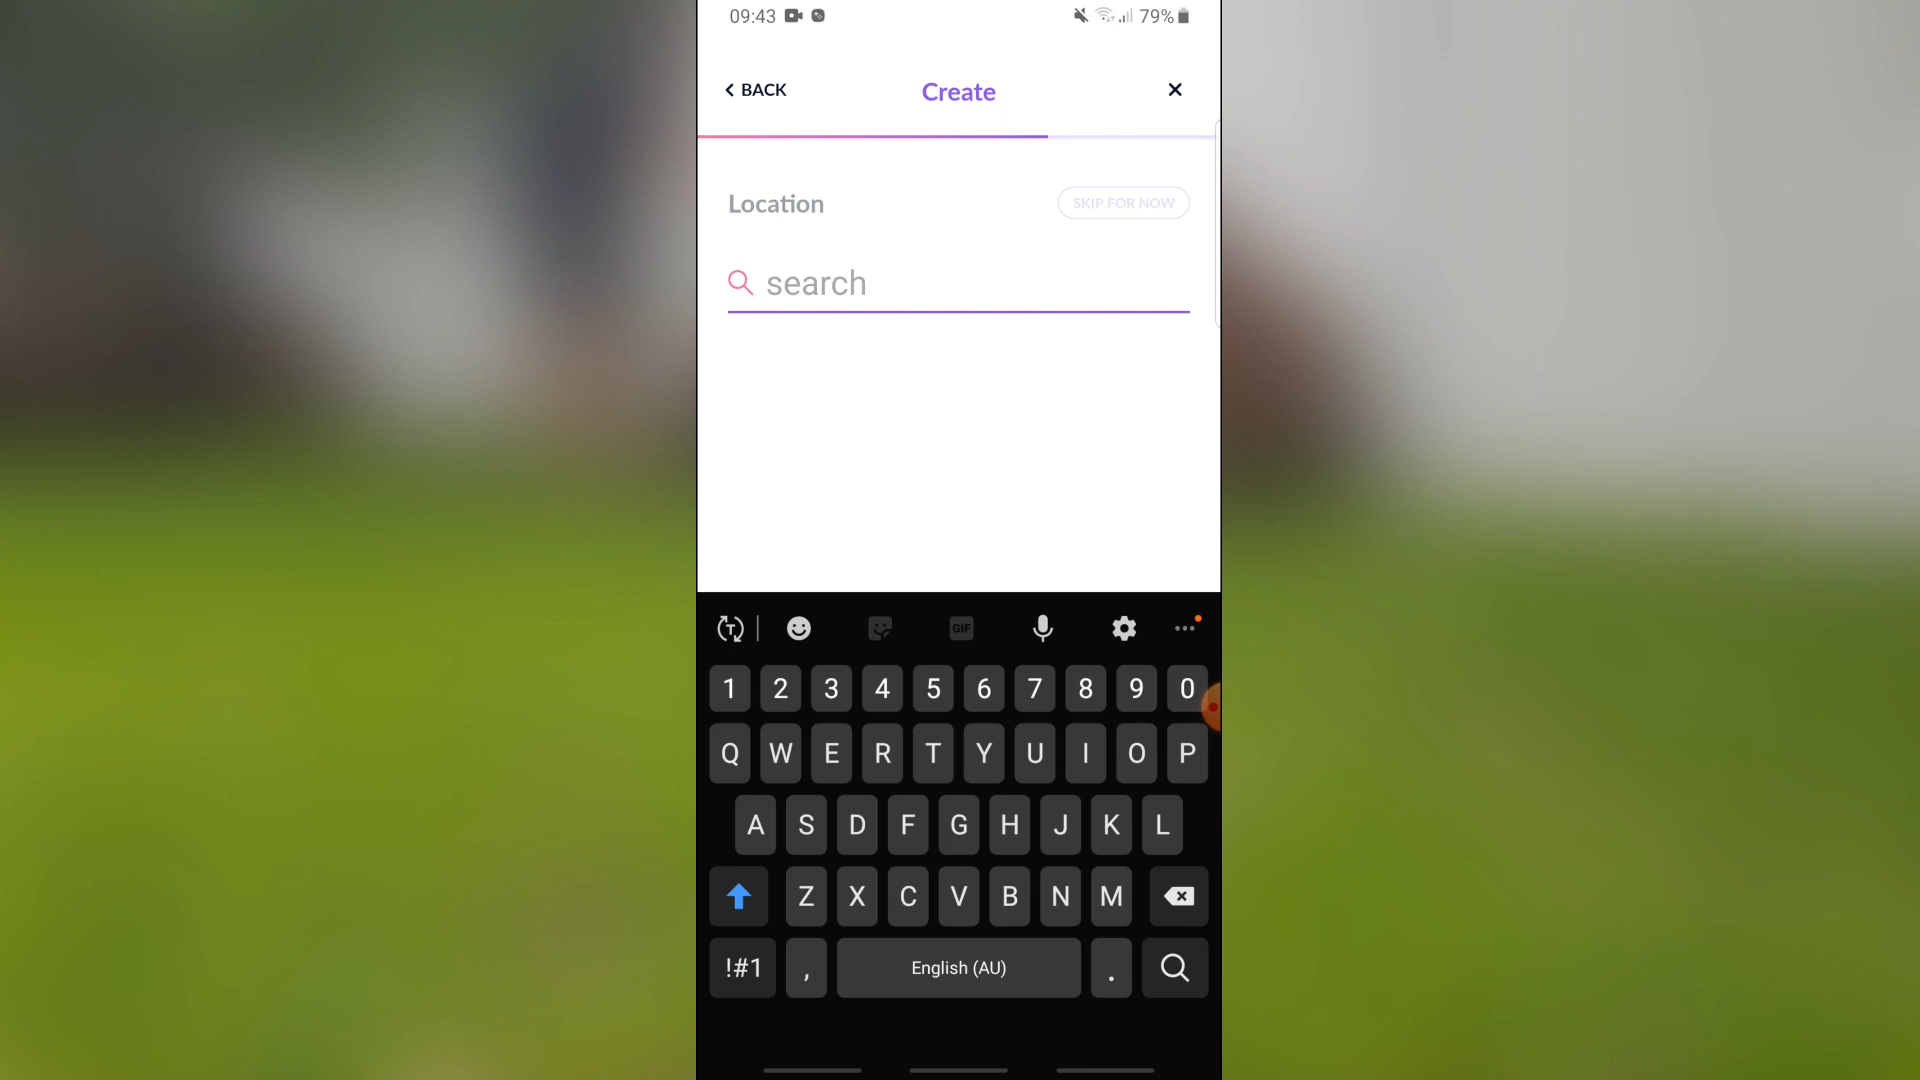 09:43 79%
BACK Create
Location SKIP FOR NOW
search
GIF
1 2 3 4 5 6 7 8 9 0
Q W E R T Y U I O P
A S D F G H J K L
Z X C V B N M
!#1 , English (AU) .